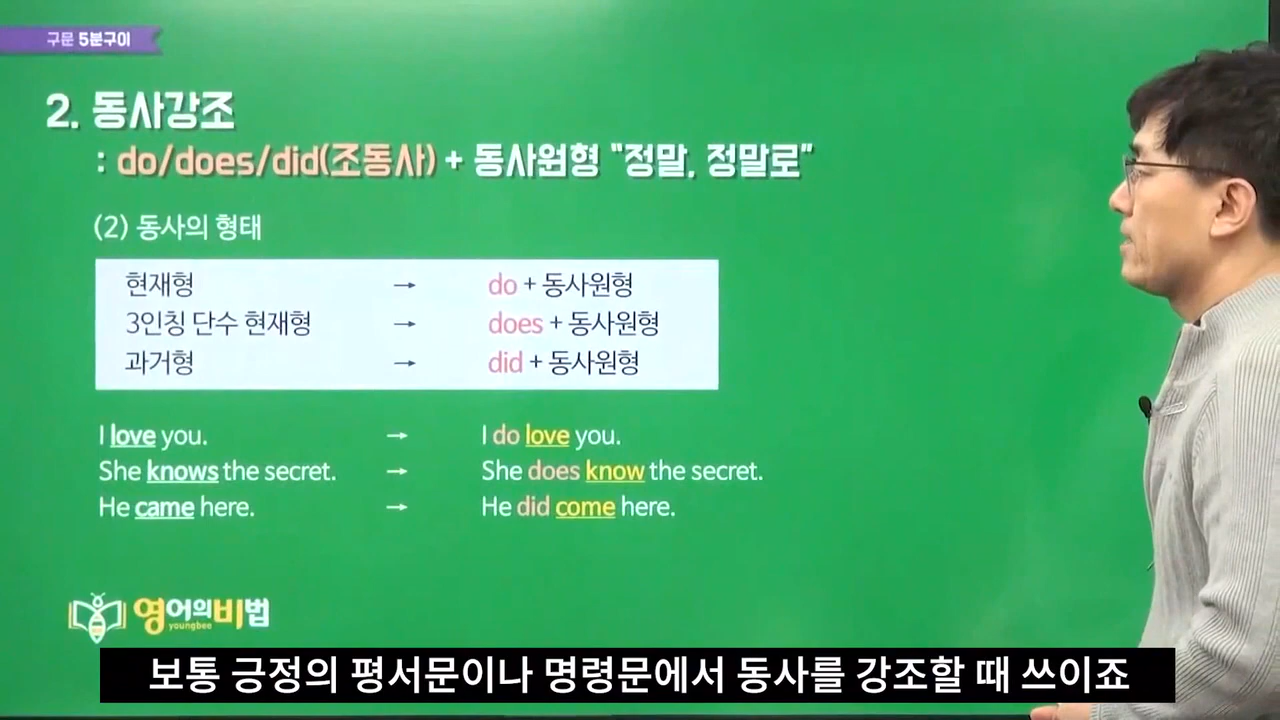 구문 5분구이
2. 동사강조
: do/does/did(조동사) + 동사원형 "정말, 정말로"
(2) 동사의 형태
현재형 → do + 동사원형
3인칭 단수 현재형 → does + 동사원형
과거형 → did + 동사원형
I love you. → I do love you.
She knows the secret. → She does know the secret.
He came here. → He did come here.
영어의비법
youngbee
보통 긍정의 평서문이나 명령문에서 동사를 강조할 때 쓰이죠